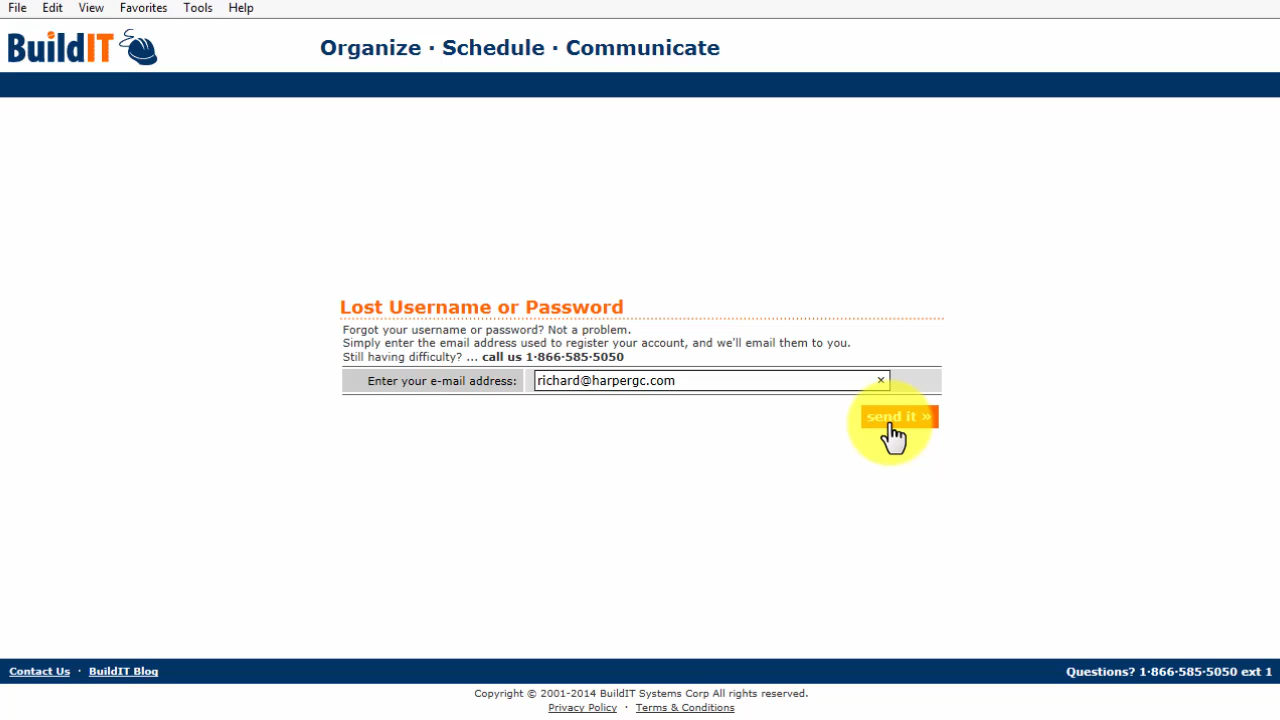 File Edit View Favorites Tools Help
BuildIT
Organize · Schedule · Communicate
Lost Username or Password
Forgot your username or password? Not a problem.
Simply enter the email address used to register your account, and we'll email them to you.
Still having difficulty? ... call us 1·866·585·5050
Enter your e-mail address: richard@harpergc.com ×
send it »
Contact Us · BuildIT Blog Questions? 1·866·585·5050 ext 1
Copyright © 2001-2014 BuildIT Systems Corp All rights reserved.
Privacy Policy · Terms & Conditions